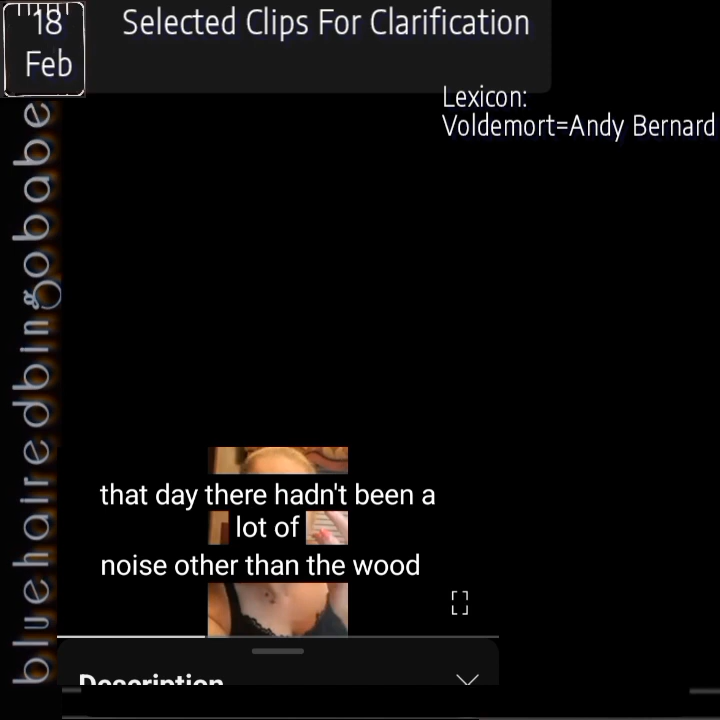 18
Feb
Selected Clips For Clarification
Lexicon:
Voldemort=Andy Bernard
bluehairedbingobabe
that day there hadn't been a
lot of
noise other than the wood
Description